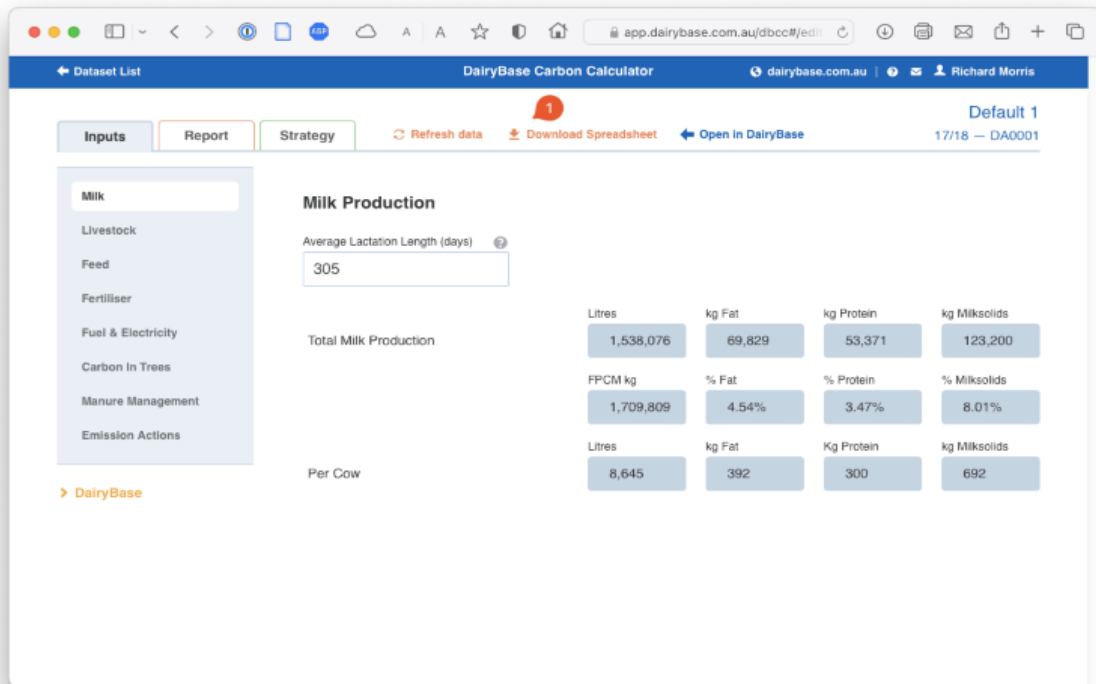 ABP
A
A
app.dairybase.com.au/dbcc#/edit
Dataset List
DairyBase Carbon Calculator
dairybase.com.au | ? Richard Morris
1
Default 1
Inputs
Report
Strategy
Refresh data
Download Spreadsheet
Open in DairyBase
17/18 — DA0001
Milk
Livestock
Feed
Fertiliser
Fuel & Electricity
Carbon In Trees
Manure Management
Emission Actions
DairyBase
Milk Production
Average Lactation Length (days) ?
305
Litres kg Fat kg Protein kg Milksolids
Total Milk Production 1,538,076 69,829 53,371 123,200
FPCM kg % Fat % Protein % Milksolids
1,709,809 4.54% 3.47% 8.01%
Litres kg Fat Kg Protein kg Milksolids
Per Cow 8,645 392 300 692